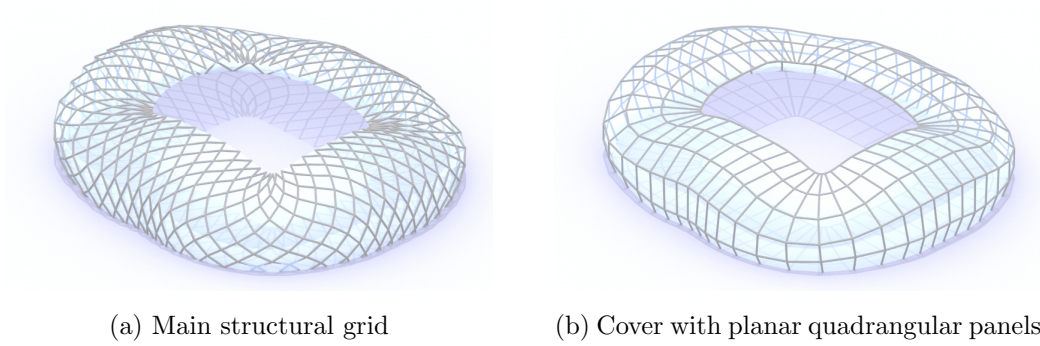 (a) Main structural grid
(b) Cover with planar quadrangular panels